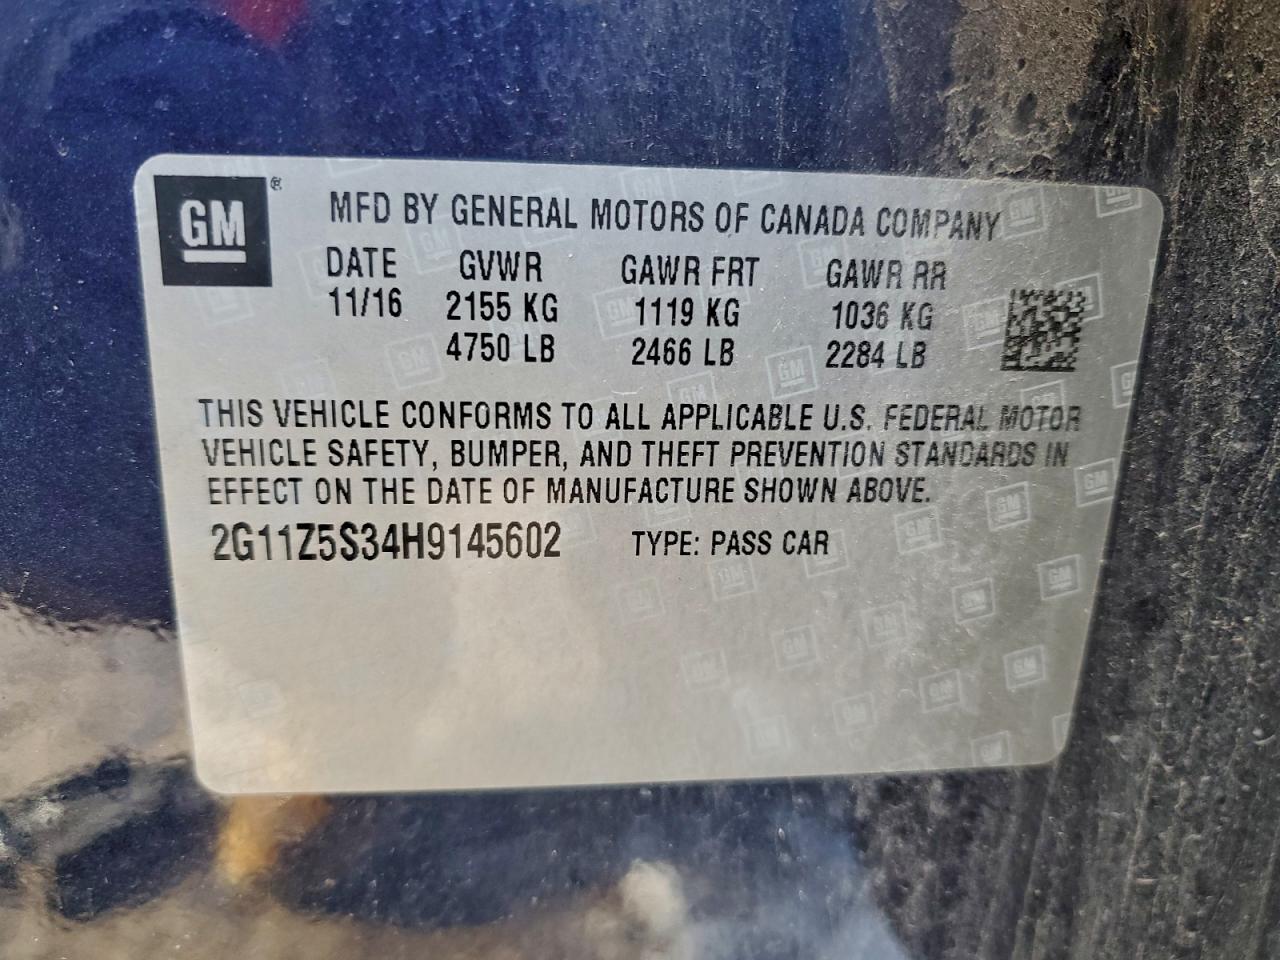 GM ®
MFD BY GENERAL MOTORS OF CANADA COMPANY
DATE GVWR GAWR FRT GAWR RR
11/16 2155 KG 1119 KG 1036 KG
4750 LB 2466 LB 2284 LB
THIS VEHICLE CONFORMS TO ALL APPLICABLE U.S. FEDERAL MOTOR
VEHICLE SAFETY, BUMPER, AND THEFT PREVENTION STANDARDS IN
EFFECT ON THE DATE OF MANUFACTURE SHOWN ABOVE.
2G11Z5S34H9145602 TYPE: PASS CAR